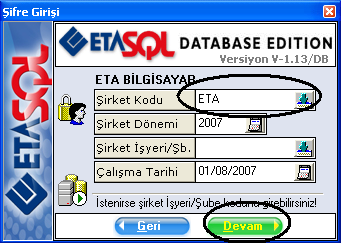 Şifre Girişi
ETASQL
ETASQL DATABASE EDITION
Versiyon V-1.13/DB
ETA BİLGİSAYAR
Şirket Kodu ETA
Şirket Dönemi 2007
Şirket İşyeri/Şb.
Çalışma Tarihi 01/08/2007
İstenirse şirket İşyeri/Şube kodunu girebilirsiniz!
Geri Devam